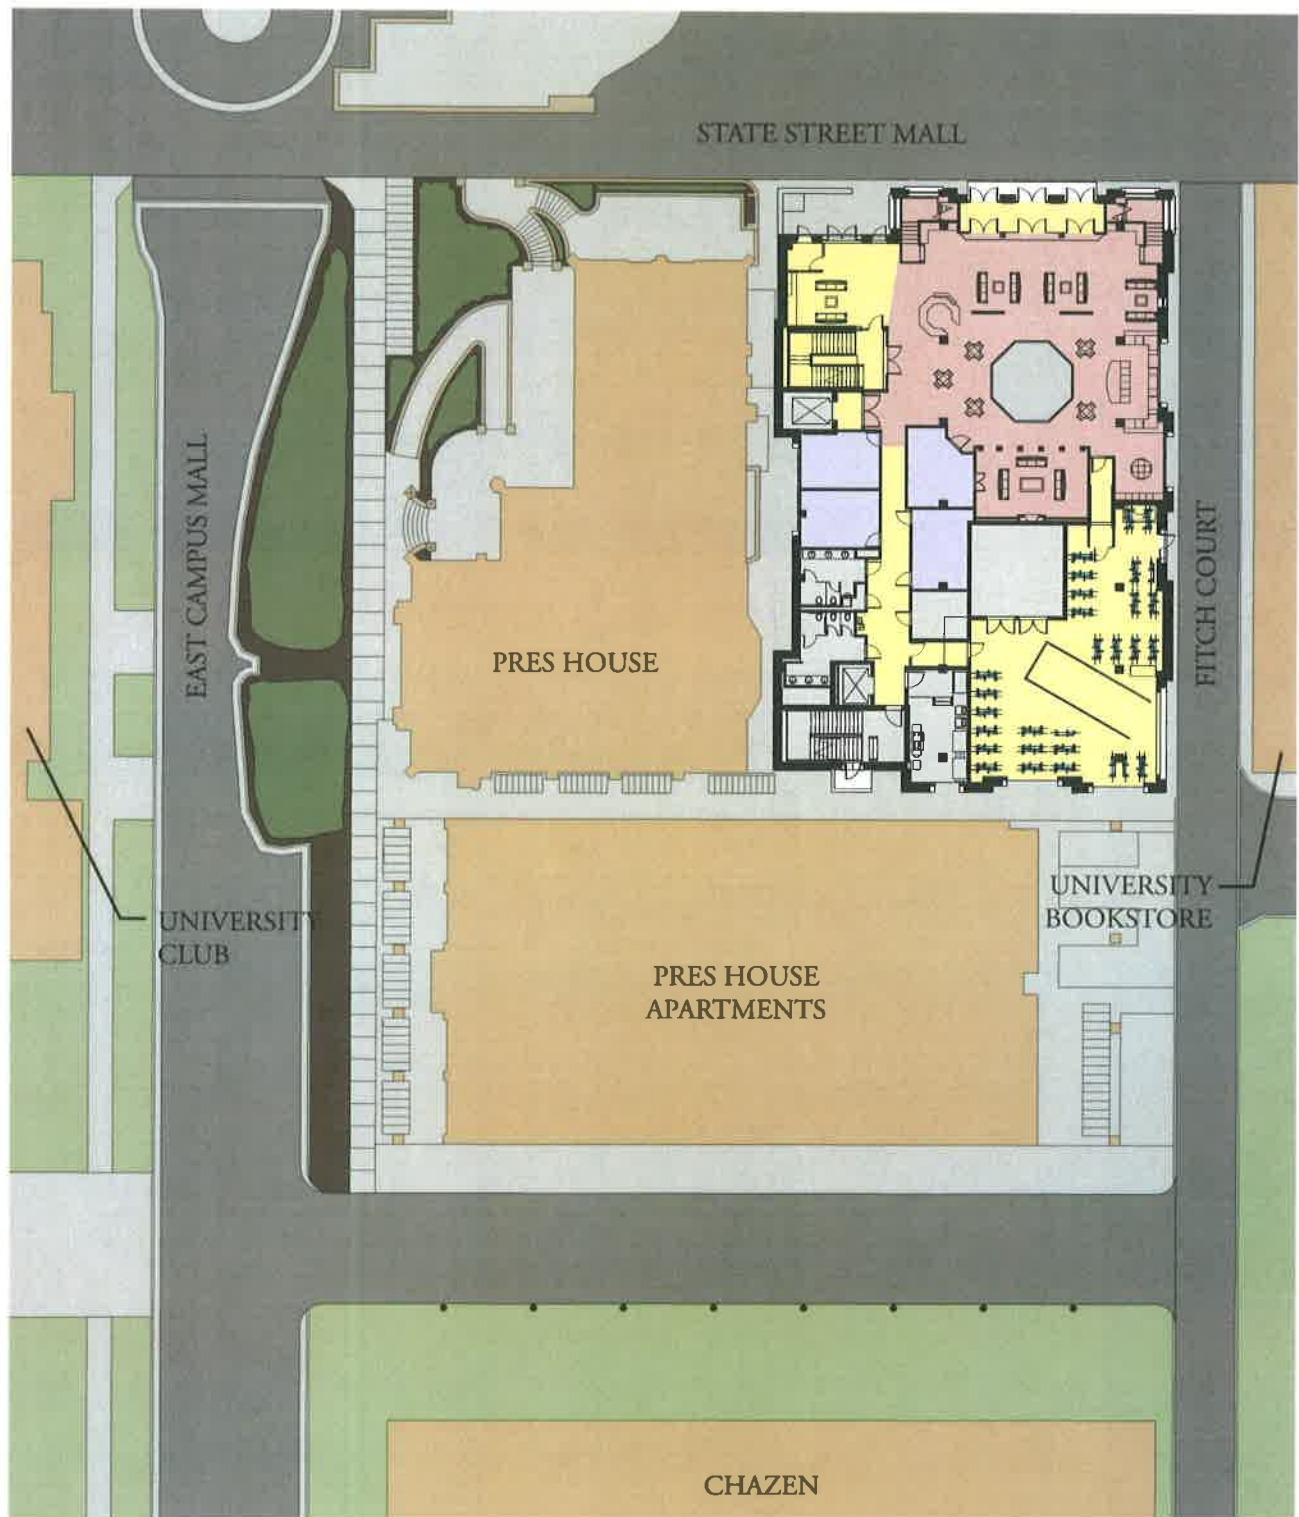 STATE STREET MALL
EAST CAMPUS MALL
FITCH COURT
PRES HOUSE
UNIVERSITY
CLUB
UNIVERSITY
BOOKSTORE
PRES HOUSE
APARTMENTS
CHAZEN